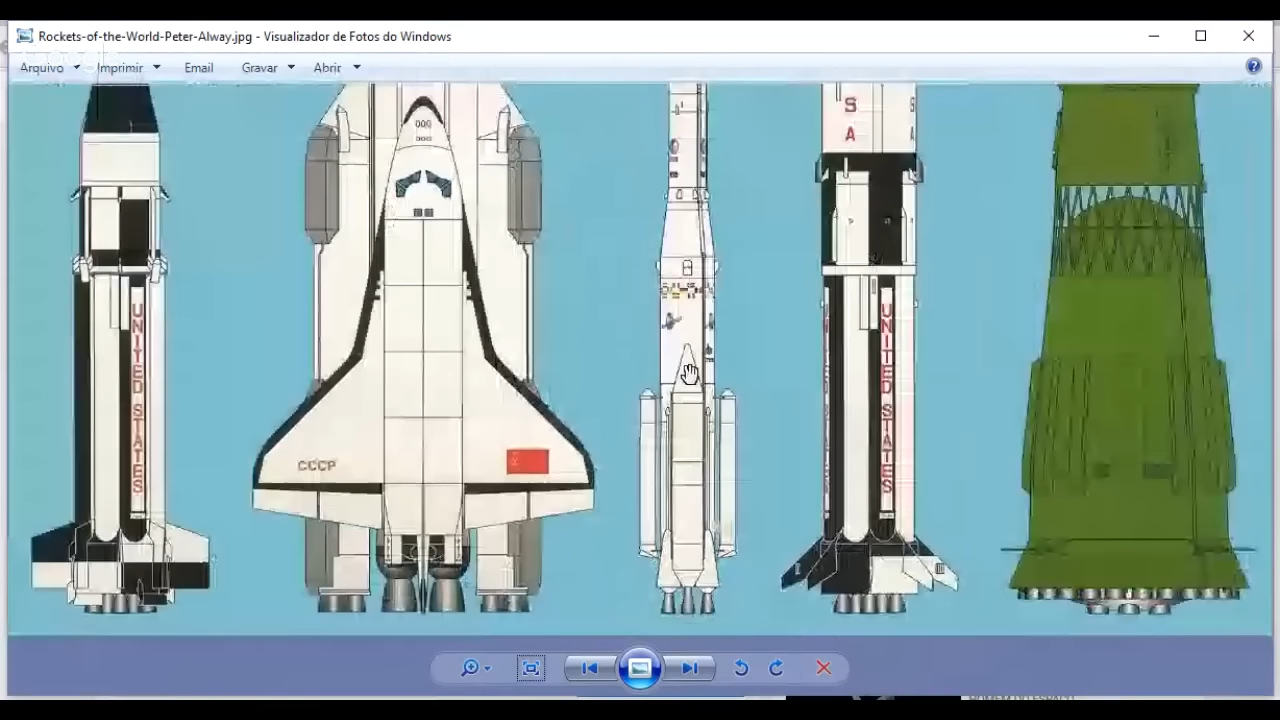 Rockets-of-the-World-Peter-Alway.jpg - Visualizador de Fotos do Windows
Arquivo Imprimir Email Gravar Abrir
S
A
S
A
UNITED STATES
CCCP
UNITED STATES